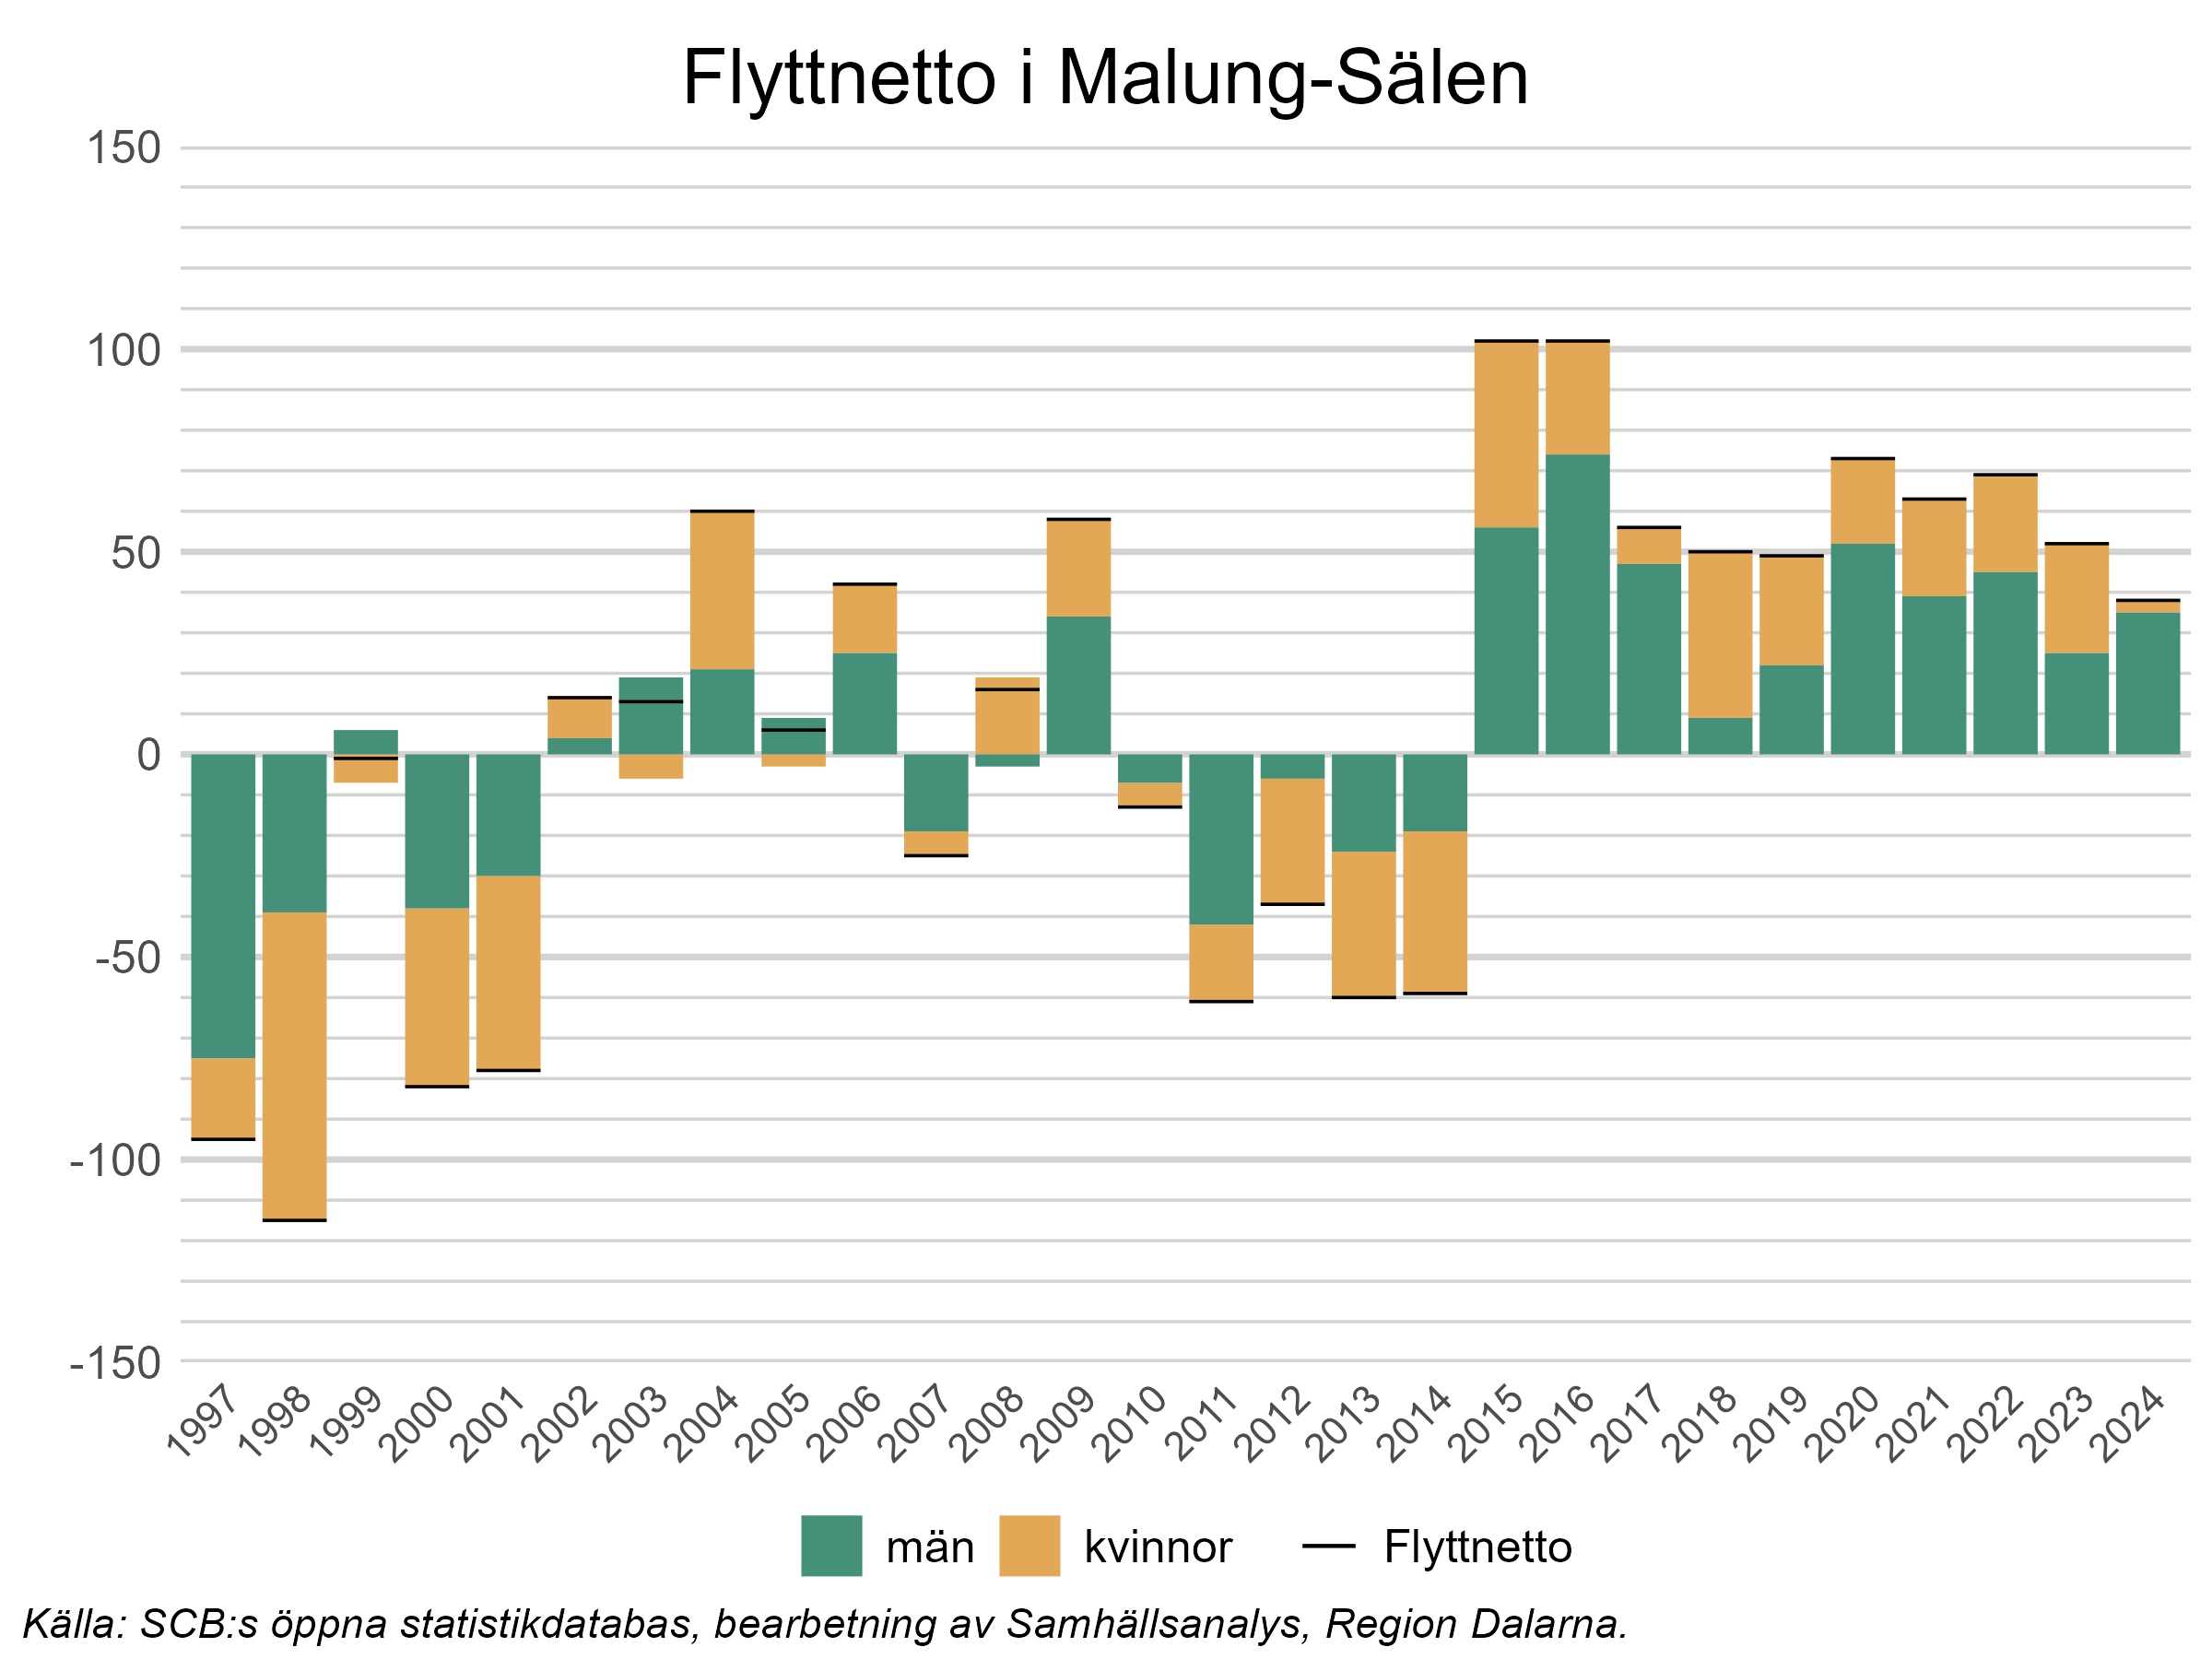 Flyttnetto i Malung-Sälen
150
100
50
0
-50
-100
-150
1997 1998 1999 2000 2001 2002 2003 2004 2005 2006 2007 2008 2009 2010 2011 2012 2013 2014 2015 2016 2017 2018 2019 2020 2021 2022 2023 2024
män kvinnor Flyttnetto
Källa: SCB:s öppna statistikdatabas, bearbetning av Samhällsanalys, Region Dalarna.